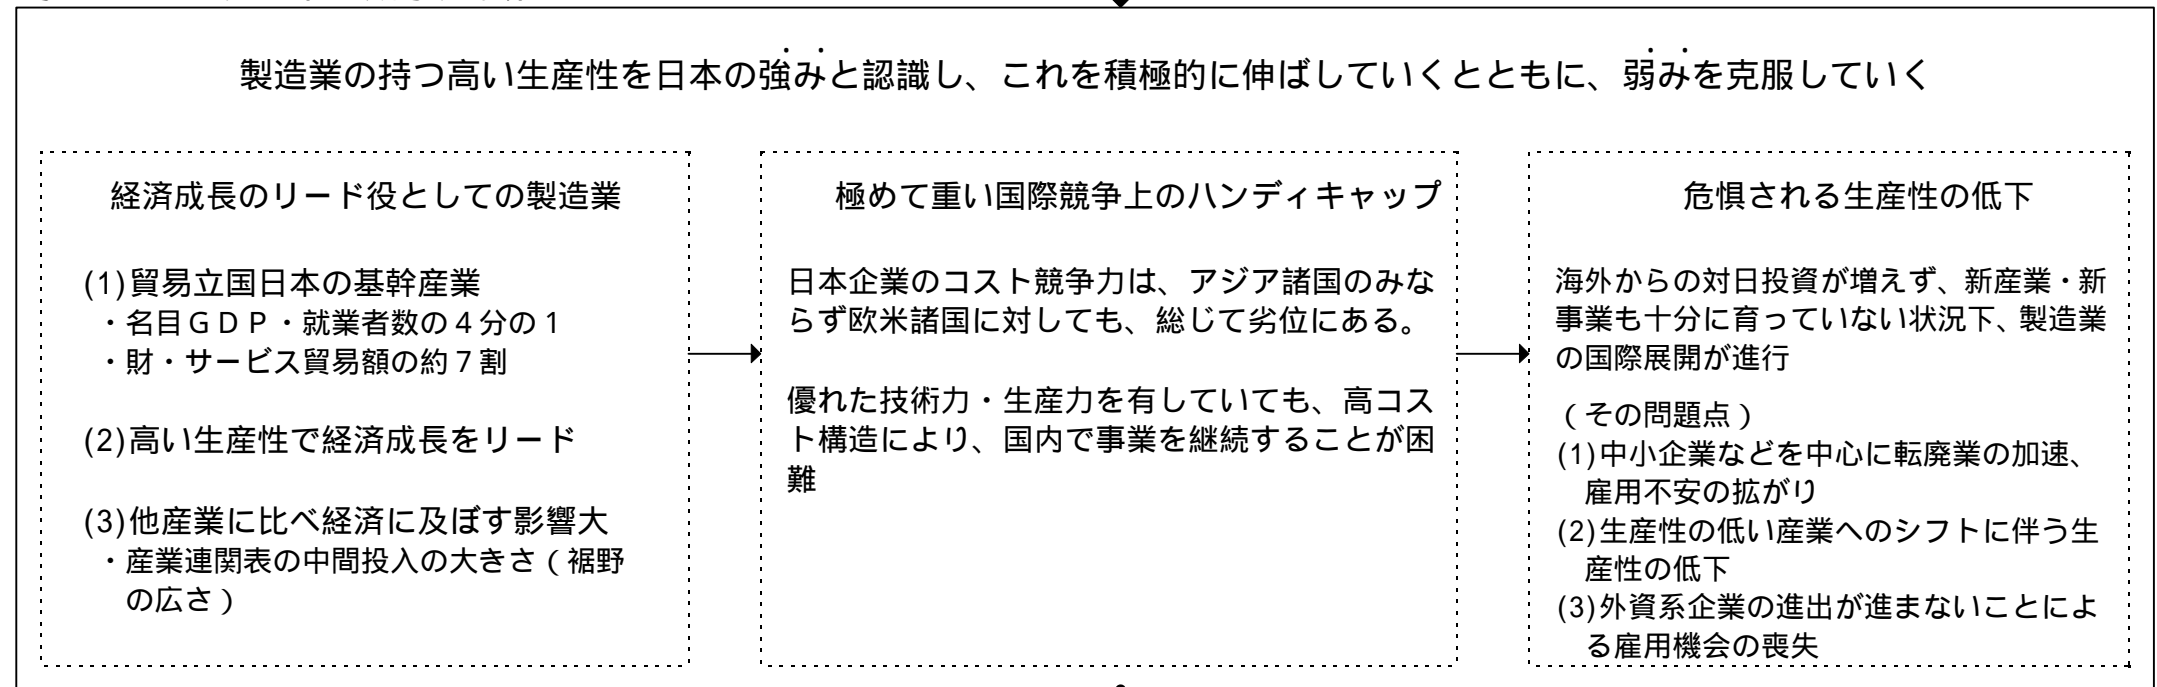 製造業の持つ高い生産性を日本の強みと認識し、これを積極的に伸ばしていくとともに、弱みを克服していく
経済成長のリード役としての製造業
(1)貿易立国日本の基幹産業
・名目ＧＤＰ・就業者数の４分の１
・財・サービス貿易額の約７割
(2)高い生産性で経済成長をリード
(3)他産業に比べ経済に及ぼす影響大
・産業連関表の中間投入の大きさ（裾野
の広さ）
極めて重い国際競争上のハンディキャップ
日本企業のコスト競争力は、アジア諸国のみな
らず欧米諸国に対しても、総じて劣位にある。
優れた技術力・生産力を有していても、高コス
ト構造により、国内で事業を継続することが困
難
危惧される生産性の低下
海外からの対日投資が増えず、新産業・新
事業も十分に育っていない状況下、製造業
の国際展開が進行
（その問題点）
(1)中小企業などを中心に転廃業の加速、
雇用不安の拡がり
(2)生産性の低い産業へのシフトに伴う生
産性の低下
(3)外資系企業の進出が進まないことによ
る雇用機会の喪失